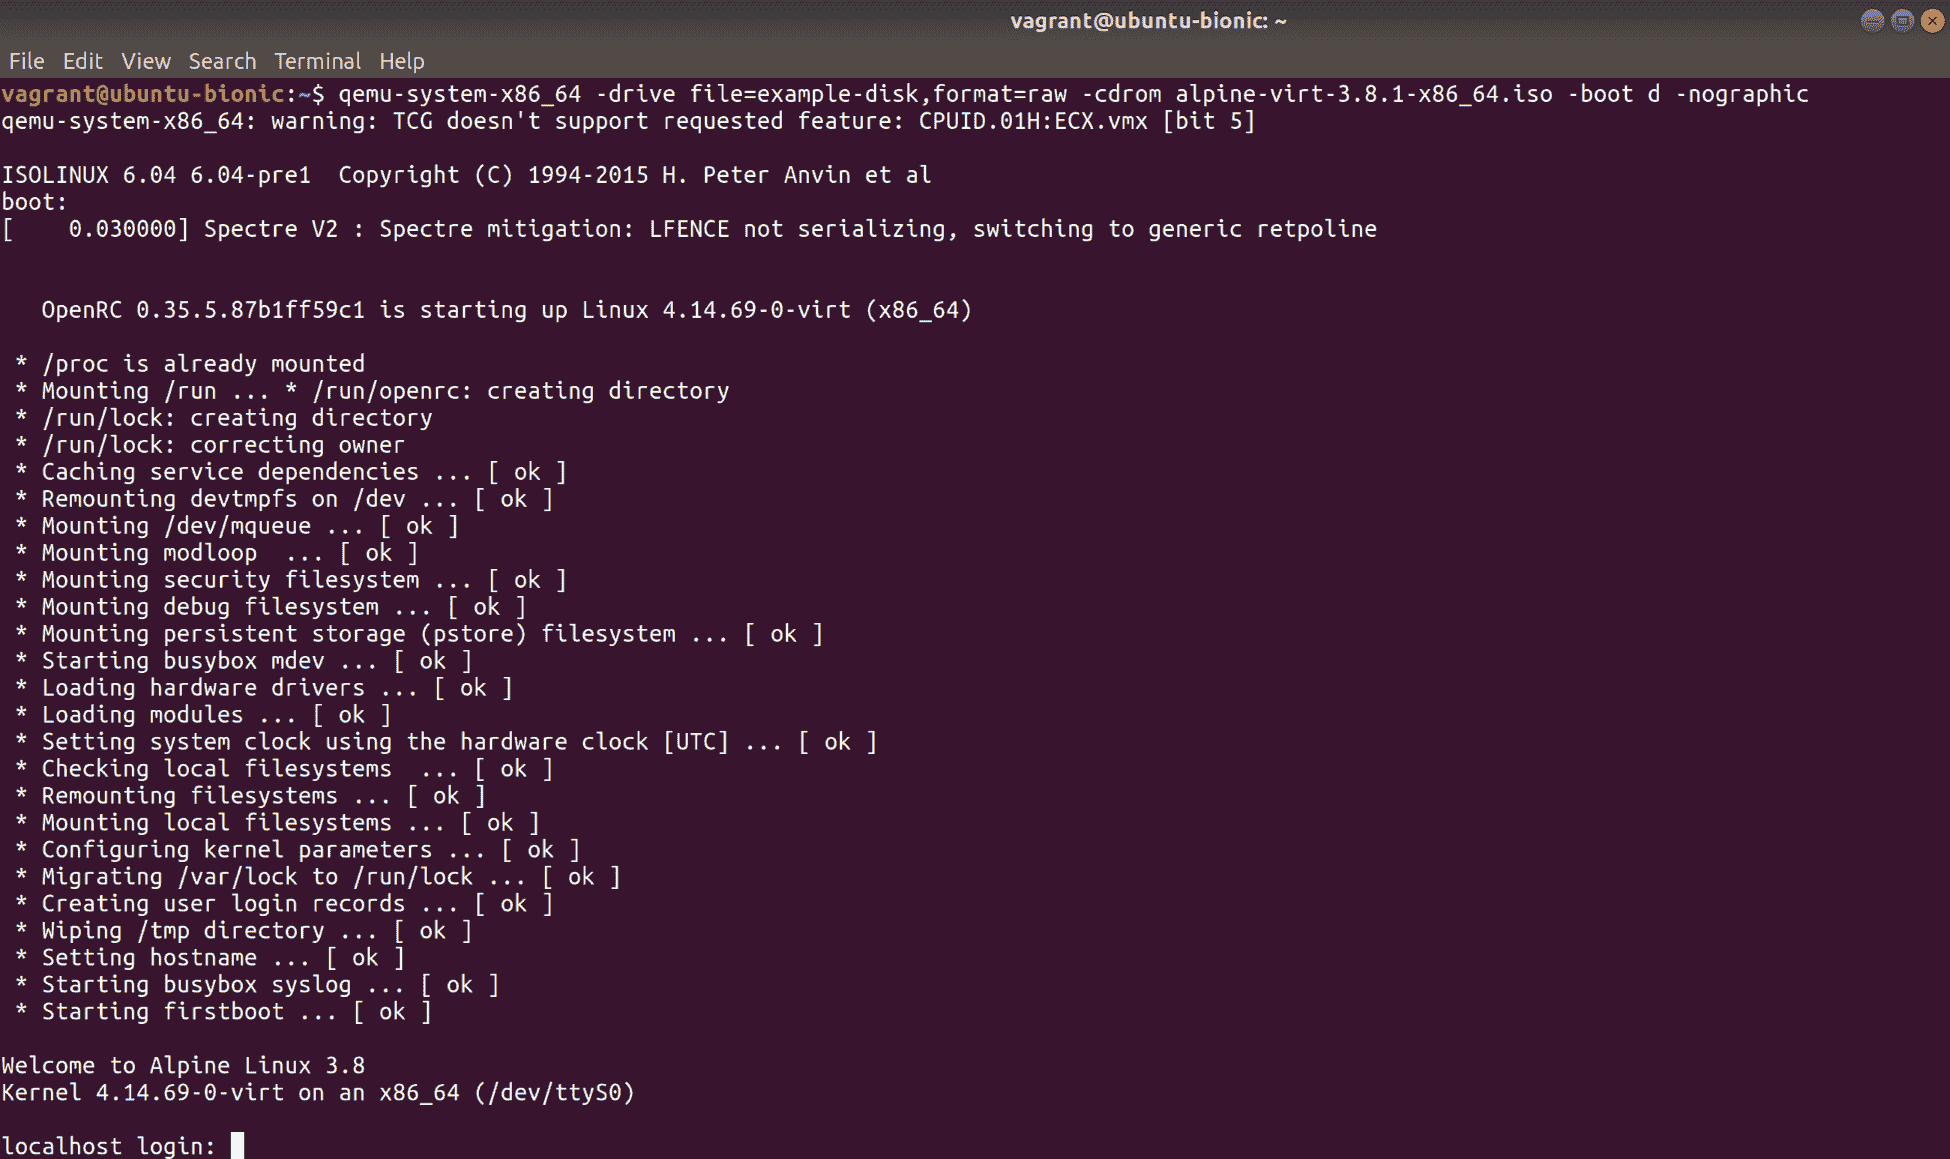 vagrant@ubuntu-bionic: ~
File Edit View Search Terminal Help
vagrant@ubuntu-bionic:~$ qemu-system-x86_64 -drive file=example-disk,format=raw -cdrom alpine-virt-3.8.1-x86_64.iso -boot d -nographic
qemu-system-x86_64: warning: TCG doesn't support requested feature: CPUID.01H:ECX.vmx [bit 5]
ISOLINUX 6.04 6.04-pre1  Copyright (C) 1994-2015 H. Peter Anvin et al
boot:
[    0.030000] Spectre V2 : Spectre mitigation: LFENCE not serializing, switching to generic retpoline
OpenRC 0.35.5.87b1ff59c1 is starting up Linux 4.14.69-0-virt (x86_64)
* /proc is already mounted
* Mounting /run ... * /run/openrc: creating directory
* /run/lock: creating directory
* /run/lock: correcting owner
* Caching service dependencies ... [ ok ]
* Remounting devtmpfs on /dev ... [ ok ]
* Mounting /dev/mqueue ... [ ok ]
* Mounting modloop  ... [ ok ]
* Mounting security filesystem ... [ ok ]
* Mounting debug filesystem ... [ ok ]
* Mounting persistent storage (pstore) filesystem ... [ ok ]
* Starting busybox mdev ... [ ok ]
* Loading hardware drivers ... [ ok ]
* Loading modules ... [ ok ]
* Setting system clock using the hardware clock [UTC] ... [ ok ]
* Checking local filesystems  ... [ ok ]
* Remounting filesystems ... [ ok ]
* Mounting local filesystems ... [ ok ]
* Configuring kernel parameters ... [ ok ]
* Migrating /var/lock to /run/lock ... [ ok ]
* Creating user login records ... [ ok ]
* Wiping /tmp directory ... [ ok ]
* Setting hostname ... [ ok ]
* Starting busybox syslog ... [ ok ]
* Starting firstboot ... [ ok ]
Welcome to Alpine Linux 3.8
Kernel 4.14.69-0-virt on an x86_64 (/dev/ttyS0)
localhost login: